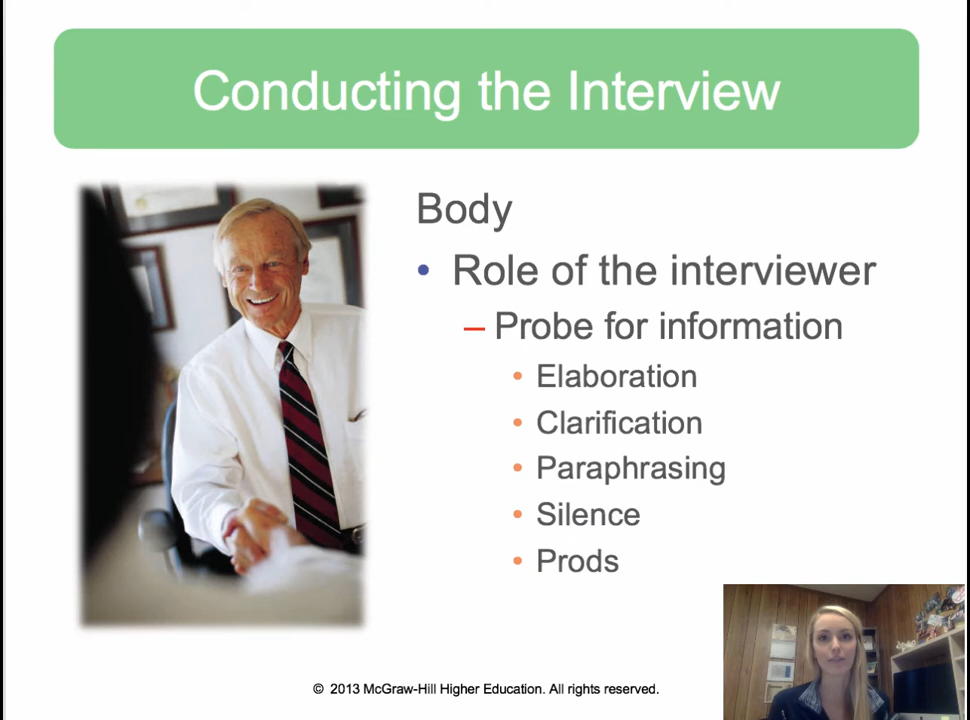 Conducting the Interview
Body
• Role of the interviewer
– Probe for information
• Elaboration
• Clarification
• Paraphrasing
• Silence
• Prods
© 2013 McGraw-Hill Higher Education. All rights reserved.